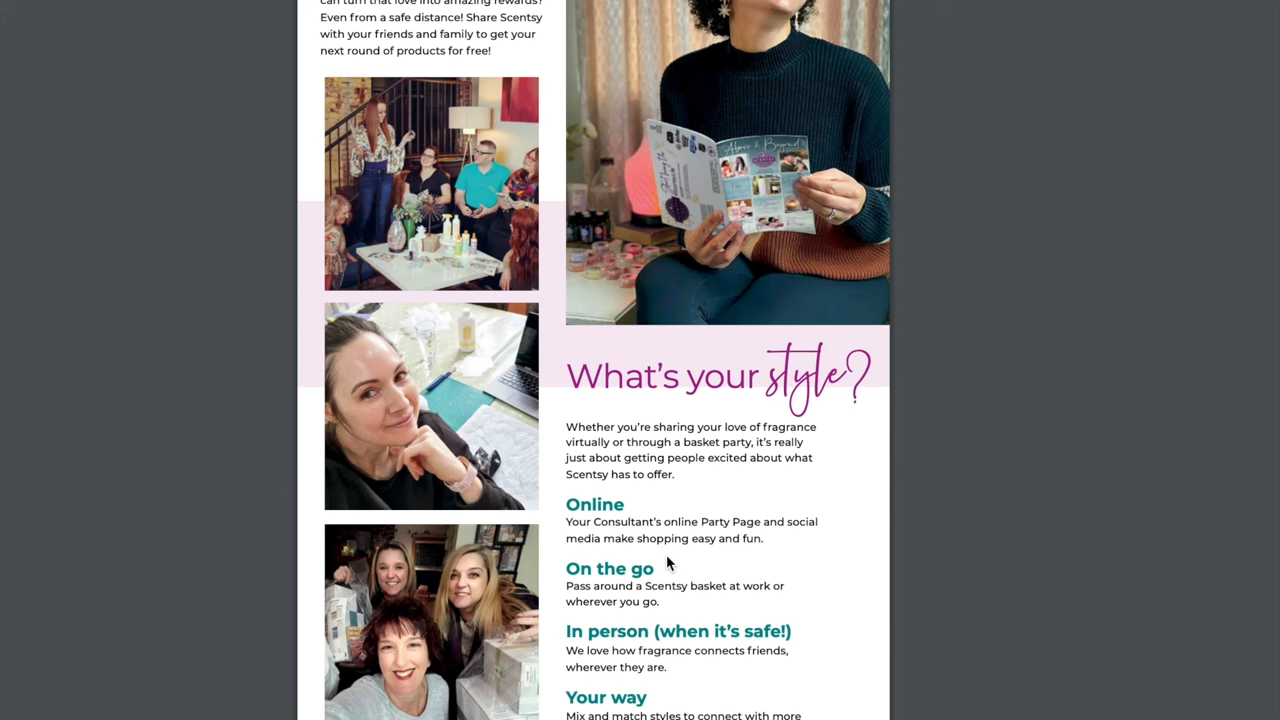 can turn that love into amazing rewards?
Even from a safe distance! Share Scentsy
with your friends and family to get your
next round of products for free!
Above & Beyond
What's your style?
Whether you're sharing your love of fragrance
virtually or through a basket party, it's really
just about getting people excited about what
Scentsy has to offer.
Online
Your Consultant's online Party Page and social
media make shopping easy and fun.
On the go
Pass around a Scentsy basket at work or
wherever you go.
In person (when it's safe!)
We love how fragrance connects friends,
wherever they are.
Your way
Mix and match styles to connect with more